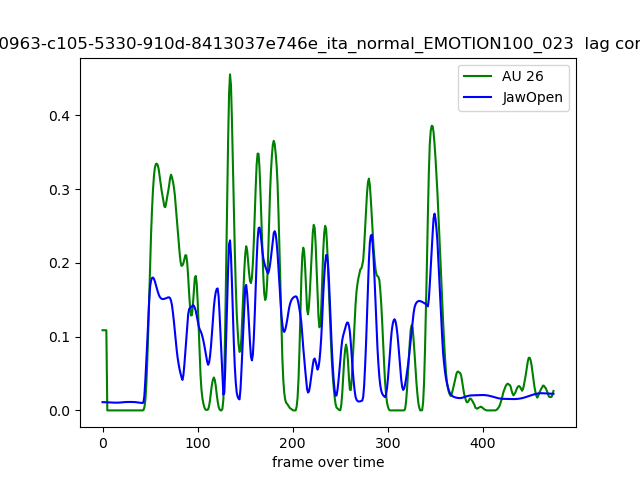 0963-c105-5330-910d-8413037e746e_ita_normal_EMOTION100_023 lag cor
AU 26
JawOpen
0.4
0.3
0.2
0.1
0.0
0 100 200 300 400
frame over time